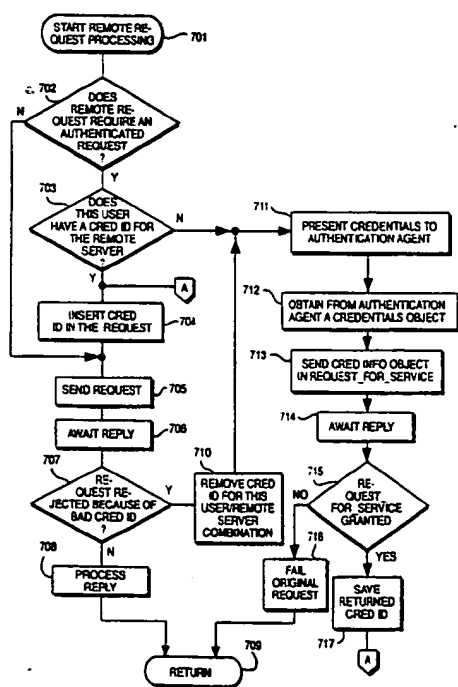 START REMOTE RE-
QUEST PROCESSING
701
702
DOES
REMOTE RE-
QUEST REQUIRE AN
AUTHENTICATED
REQUEST
?
N
Y
703
DOES
THIS USER
HAVE A CRED ID FOR
THE REMOTE
SERVER
?
N
Y
A
INSERT CRED
ID IN THE REQUEST
704
SEND REQUEST
705
AWAIT REPLY
706
707
RE-
QUEST RE-
JECTED BECAUSE OF
BAD CRED ID
?
Y
N
708
PROCESS
REPLY
RETURN
709
710
REMOVE CRED
ID FOR THIS
USER/REMOTE
SERVER
COMBINATION
711
PRESENT CREDENTIALS TO
AUTHENTICATION AGENT
712
OBTAIN FROM AUTHENTICATION
AGENT A CREDENTIALS OBJECT
713
SEND CRED INFO OBJECT
IN REQUEST_FOR_SERVICE
714
AWAIT REPLY
715
RE-
QUEST_FOR_SERVICE
GRANTED
NO
YES
716
FAIL
ORIGINAL
REQUEST
SAVE
RETURNED
CRED ID
717
A